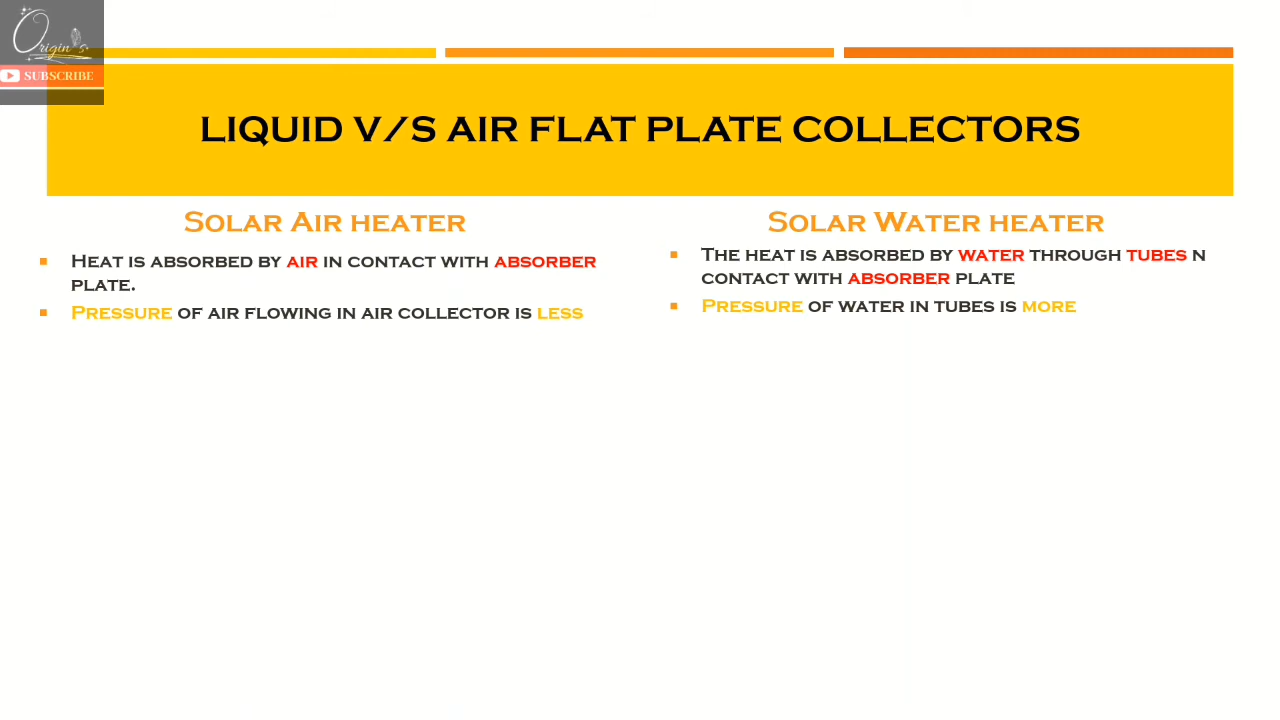 Origin's
SUBSCRIBE
LIQUID V/S AIR FLAT PLATE COLLECTORS
Solar Air heater
Heat is absorbed by air in contact with absorber
plate.
Pressure of air flowing in air collector is less
Solar Water heater
The heat is absorbed by water through tubes n
contact with absorber plate
Pressure of water in tubes is more